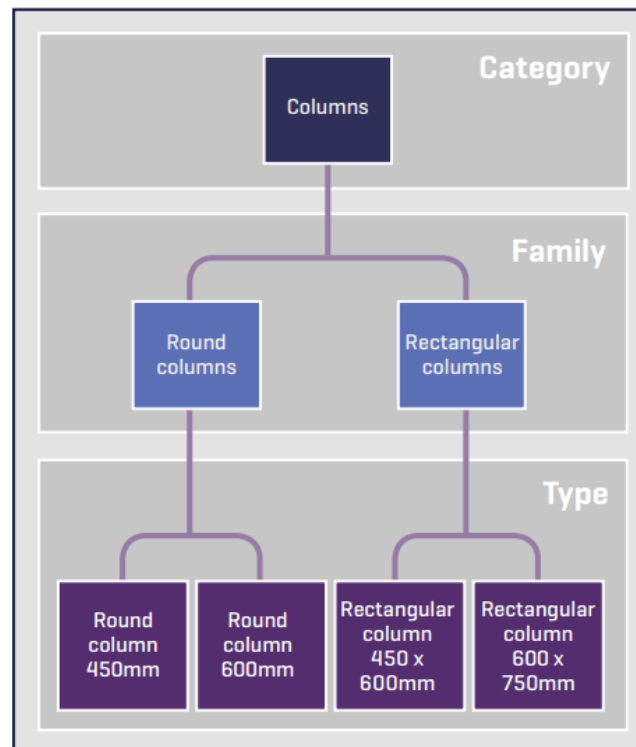 Category
Columns
Family
Round
columns
Rectangular
columns
Type
Round
column
450mm
Round
column
600mm
Rectangular
column
450 x
600mm
Rectangular
column
600 x
750mm